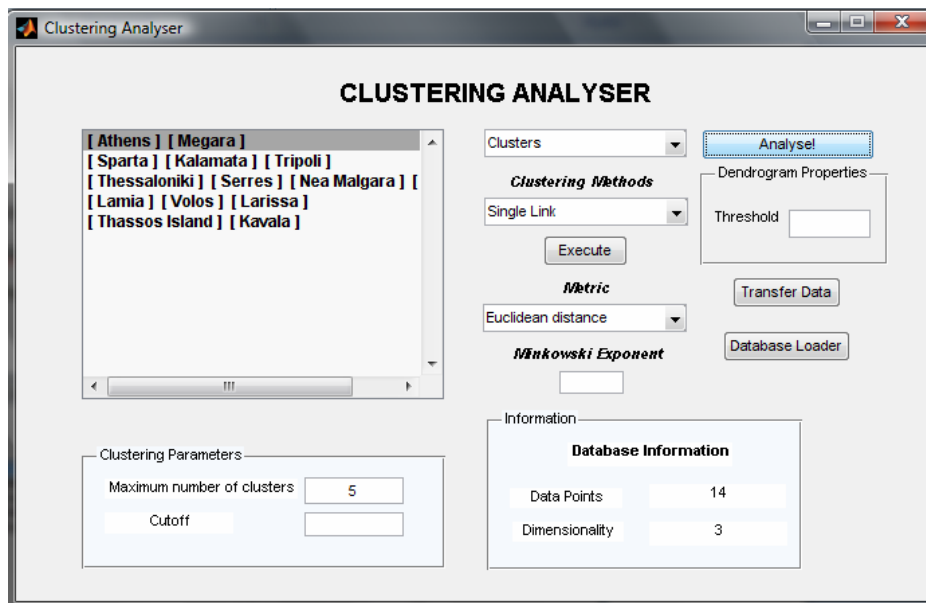 Clustering Analyser
CLUSTERING ANALYSER
[ Athens ] [ Megara ]
[ Sparta ] [ Kalamata ] [ Tripoli ]
[ Thessaloniki ] [ Serres ] [ Nea Malgara ] [
[ Lamia ] [ Volos ] [ Larissa ]
[ Thassos Island ] [ Kavala ]
Clusters
Clustering Methods
Single Link
Execute
Metric
Euclidean distance
Minkowski Exponent
Analyse!
Dendrogram Properties
Threshold
Transfer Data
Database Loader
Clustering Parameters
Maximum number of clusters 5
Cutoff
Information
Database Information
Data Points 14
Dimensionality 3